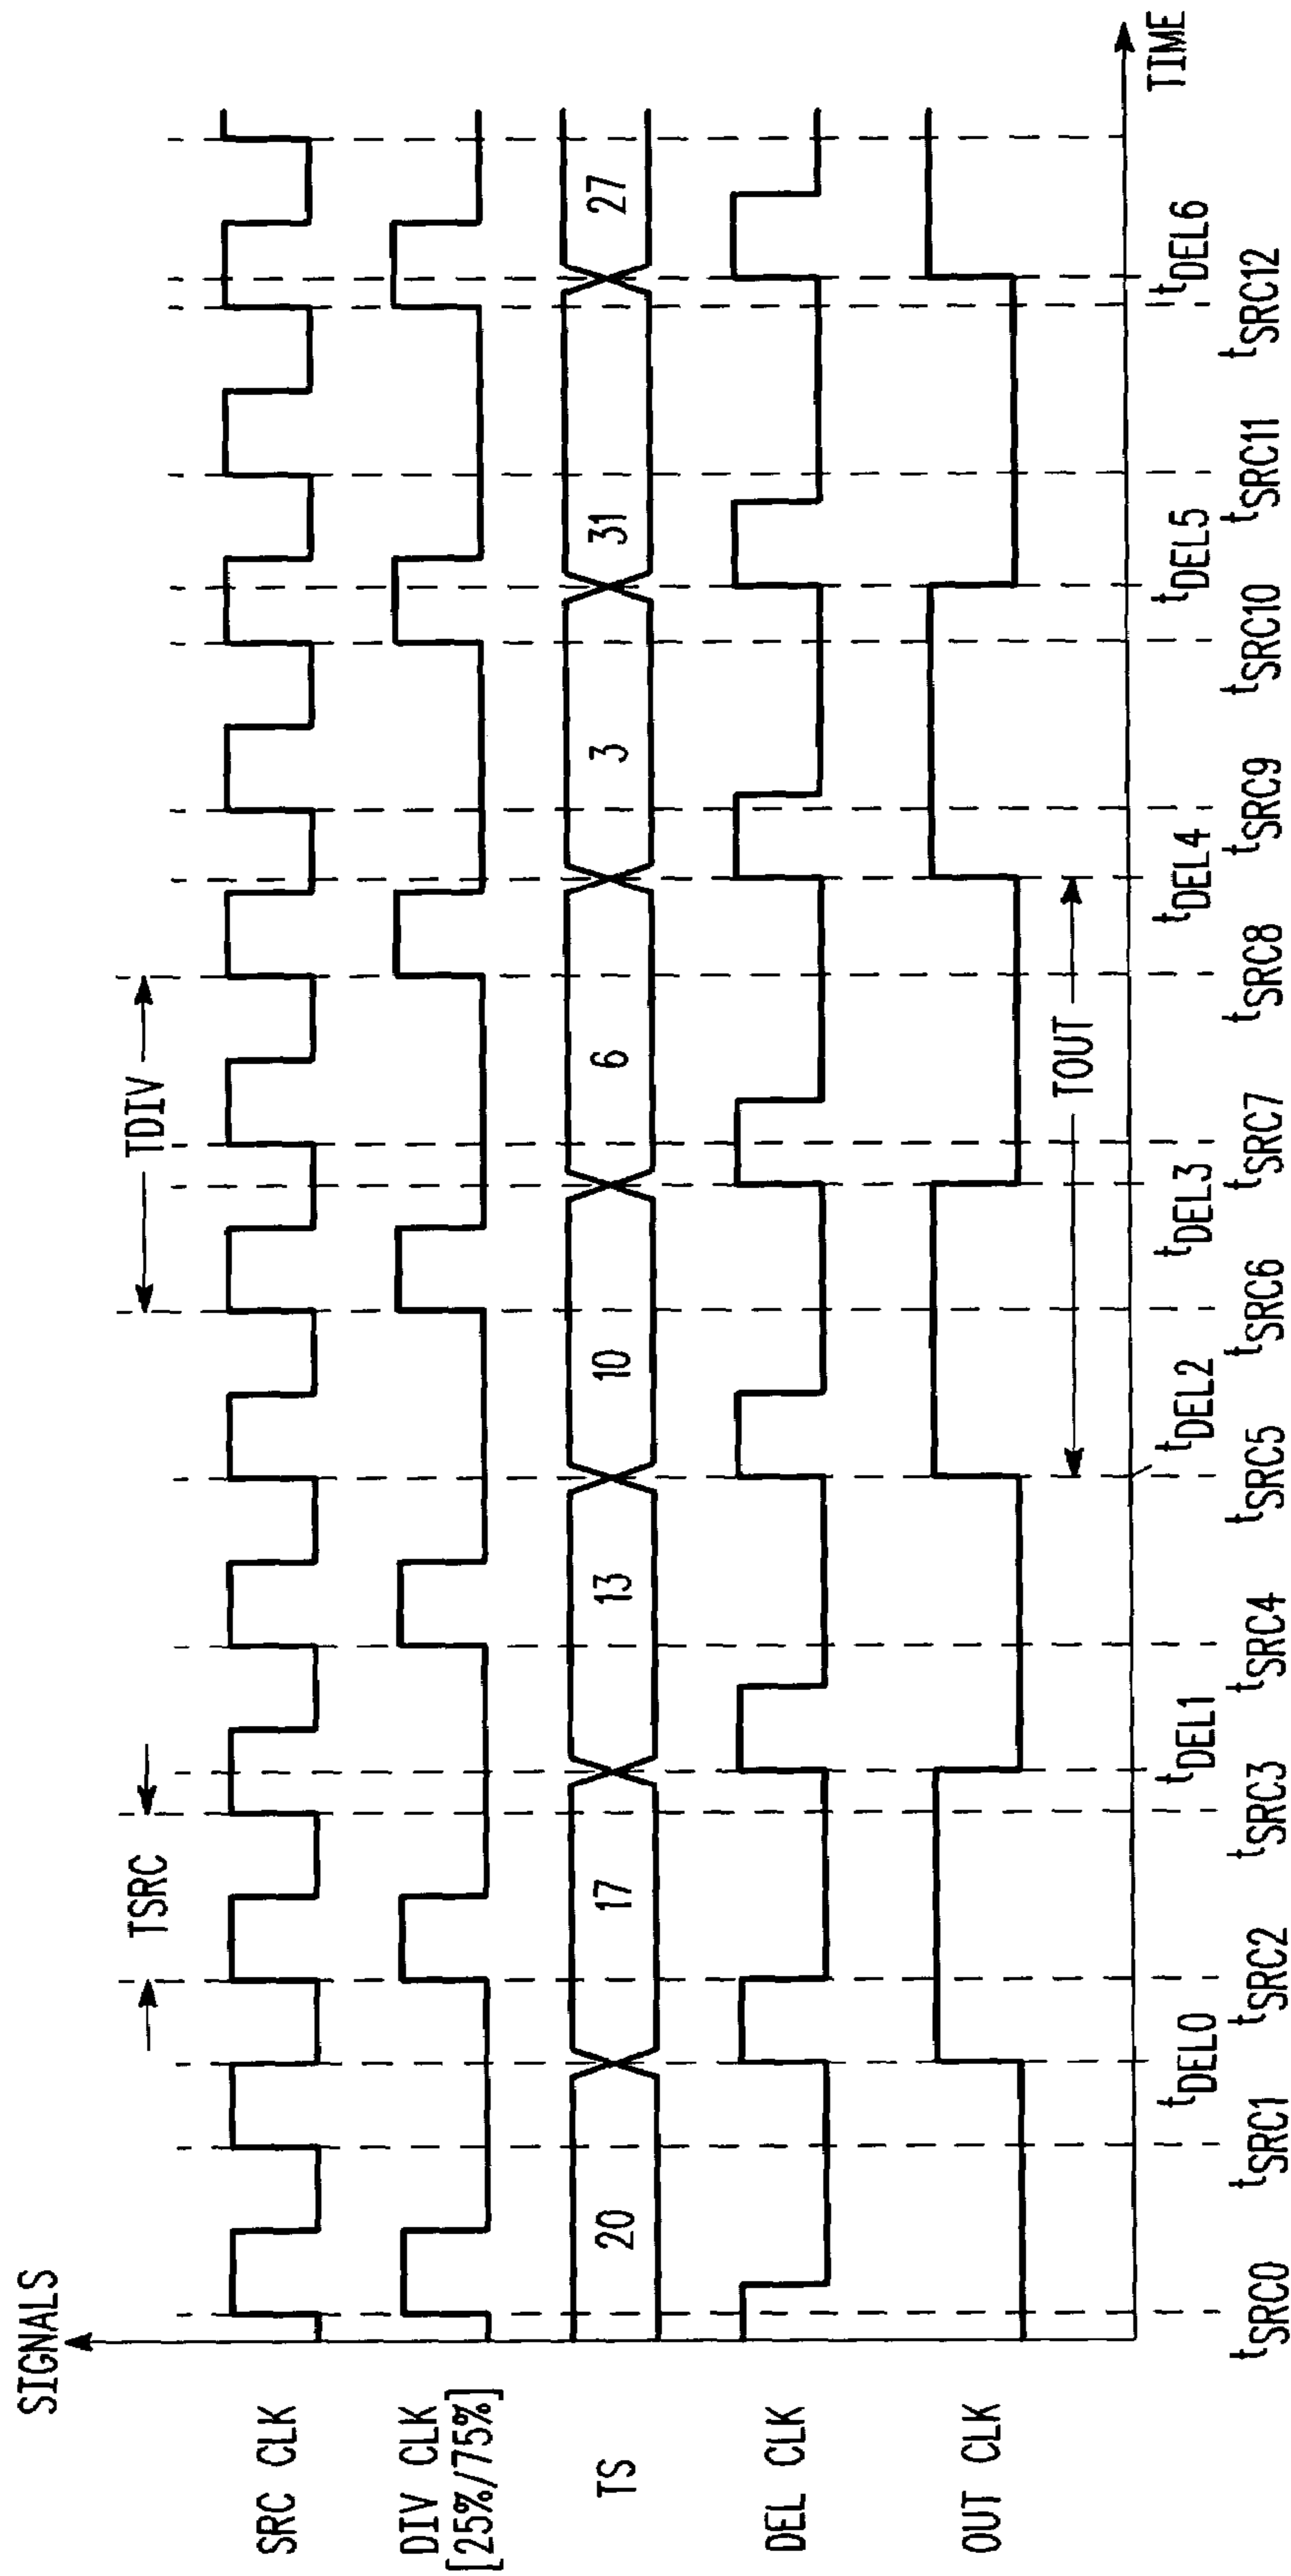 SIGNALS
TSRC
TDIV
SRC CLK
DIV CLK
[25%/75%]
TS
20
17
13
10
6
3
31
27
DEL CLK
OUT CLK
TOUT
TIME
tDEL0
tDEL1
tDEL2
tDEL3
tDEL4
tDEL5
tDEL6
tSRC0
tSRC1
tSRC2
tSRC3
tSRC4
tSRC5
tSRC6
tSRC7
tSRC8
tSRC9
tSRC10
tSRC11
tSRC12